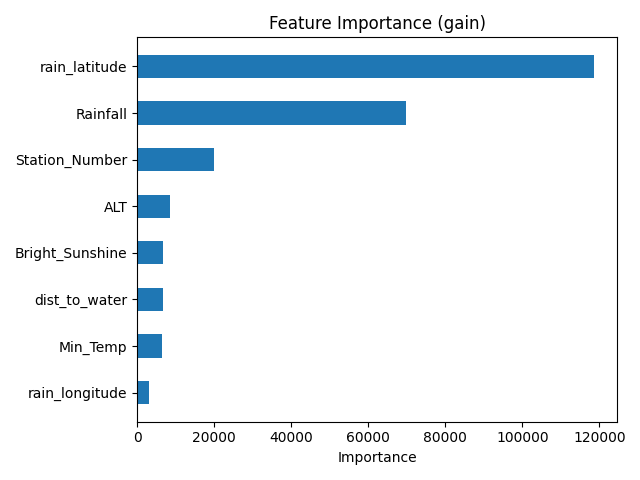 Feature Importance (gain)
rain_latitude
Rainfall
Station_Number
ALT
Bright_Sunshine
dist_to_water
Min_Temp
rain_longitude
0 20000 40000 60000 80000 100000 120000
Importance